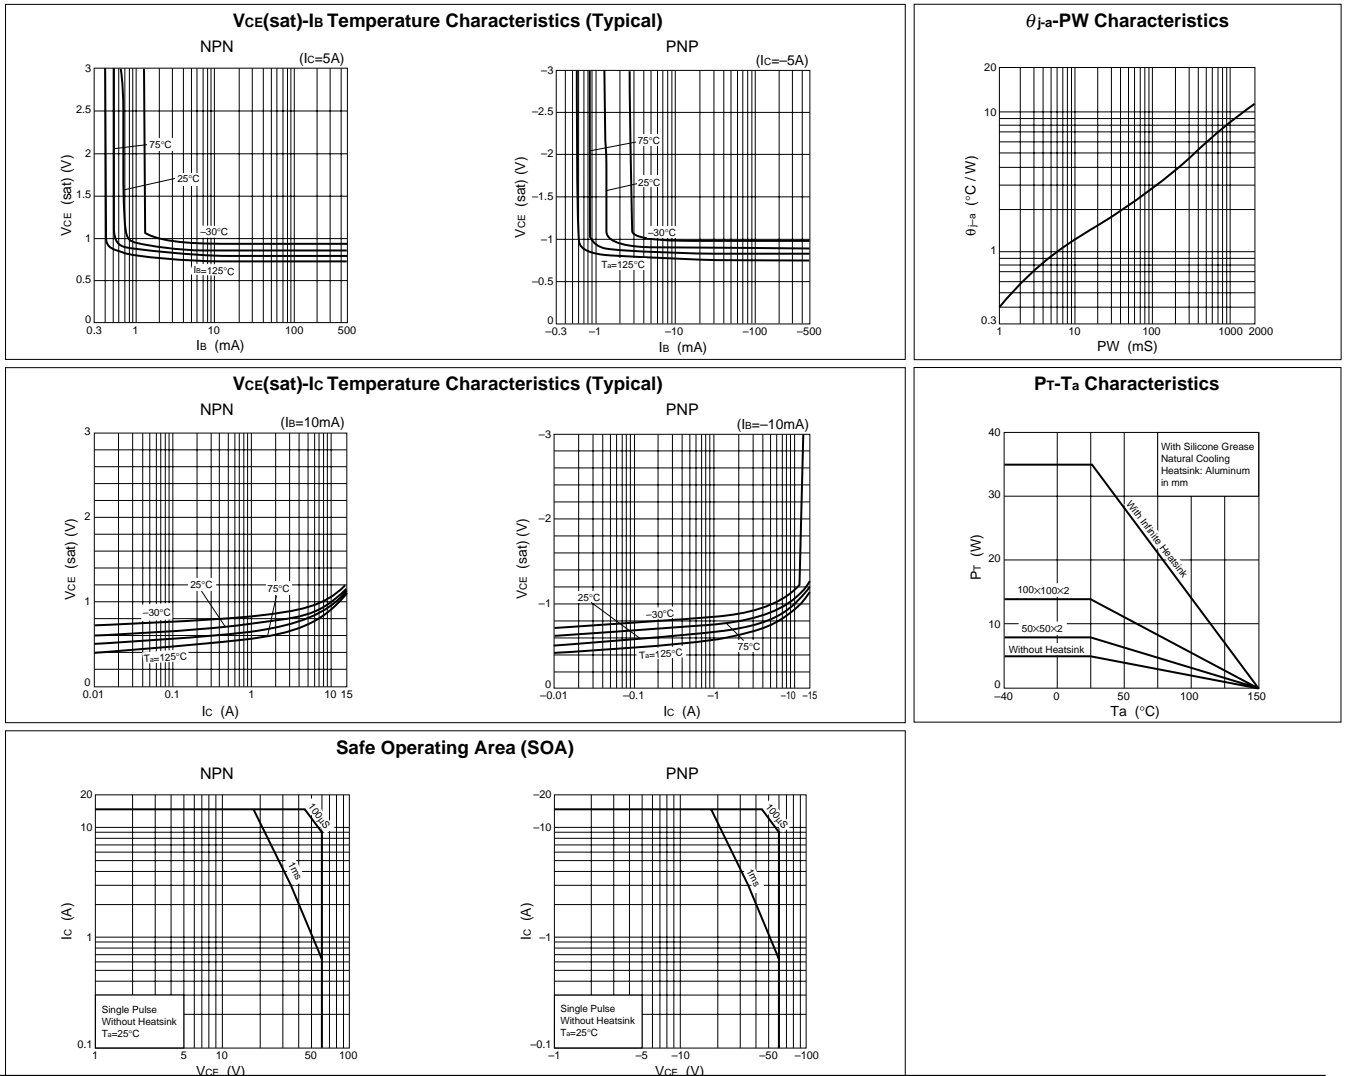 VCE(sat)-IB Temperature Characteristics (Typical)
NPN
(IC=5A)
3
2.5
2
1.5
1
0.5
0
VCE (sat) (V)
75°C
25°C
–30°C
IB=125°C
0.3 1 10 100 500
IB (mA)
PNP
(IC=–5A)
–3
–2.5
–2
–1.5
–1
–0.5
0
VCE (sat) (V)
75°C
25°C
–30°C
Ta=125°C
–0.3 –1 –10 –100 –500
IB (mA)
θj-a-PW Characteristics
20
10
1
0.3
θj–a (°C / W)
1 10 100 1000 2000
PW (mS)
VCE(sat)-IC Temperature Characteristics (Typical)
NPN
(IB=10mA)
3
2
1
0
VCE (sat) (V)
25°C
75°C
–30°C
Ta=125°C
0.01 0.1 1 10 15
IC (A)
PNP
(IB=–10mA)
–3
–2
–1
0
VCE (sat) (V)
25°C
–30°C
Ta=125°C
75°C
–0.01 –0.1 –1 –10 –15
IC (A)
PT-Ta Characteristics
40
30
20
10
0
PT (W)
With Silicone Grease
Natural Cooling
Heatsink: Aluminum
in mm
With Infinite Heatsink
100×100×2
50×50×2
Without Heatsink
–40 0 50 100 150
Ta (°C)
Safe Operating Area (SOA)
NPN
20
10
1
0.1
IC (A)
100µS
1ms
Single Pulse
Without Heatsink
Ta=25°C
1 5 10 50 100
VCE (V)
PNP
–20
–10
–1
–0.1
IC (A)
100µS
1ms
Single Pulse
Without Heatsink
Ta=25°C
–1 –5 –10 –50 –100
VCE (V)